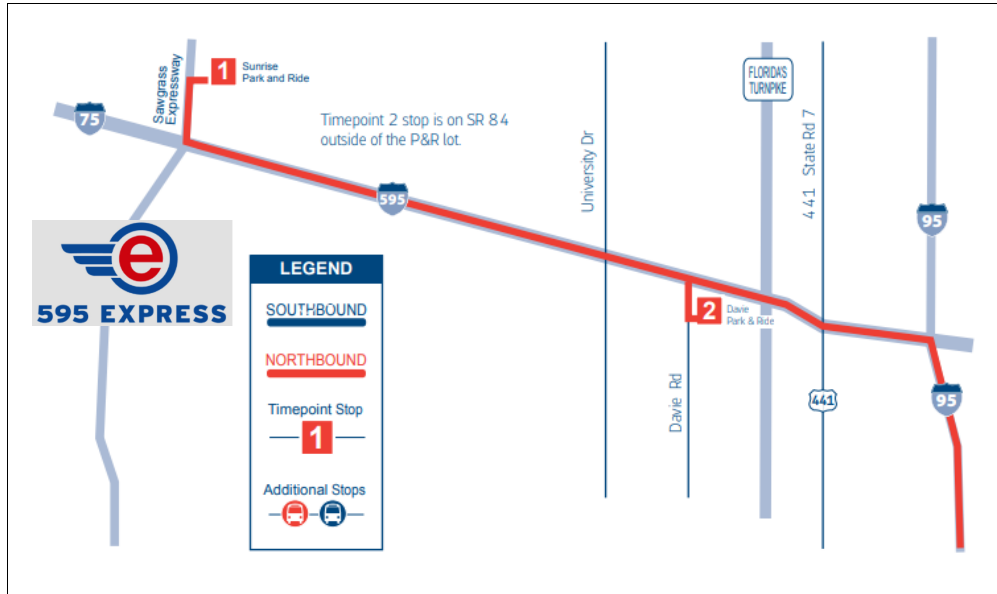 Sawgrass
Expressway
1
Sunrise
Park and Ride
75
Timepoint 2 stop is on SR 84
outside of the P&R lot.
595
University Dr
FLORIDA'S
TURNPIKE
441 State Rd 7
95
e
595 EXPRESS
LEGEND
SOUTHBOUND
NORTHBOUND
Timepoint Stop
1
Additional Stops
2
Davie
Park & Ride
Davie Rd
441
95